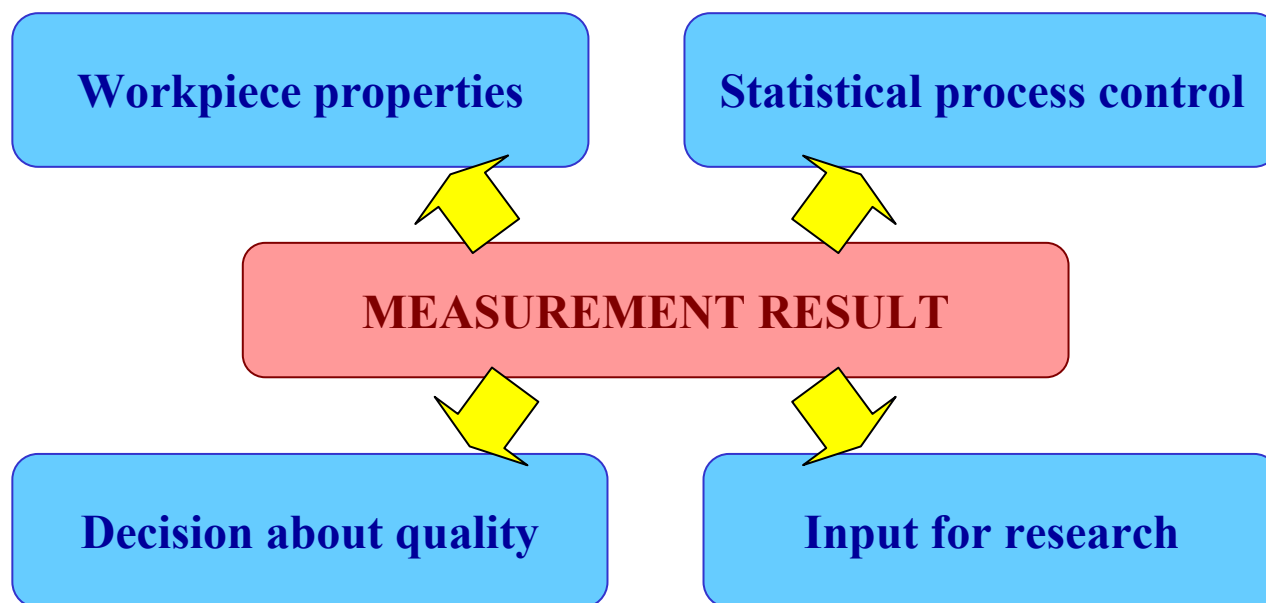 Workpiece properties
Statistical process control
MEASUREMENT RESULT
Decision about quality
Input for research